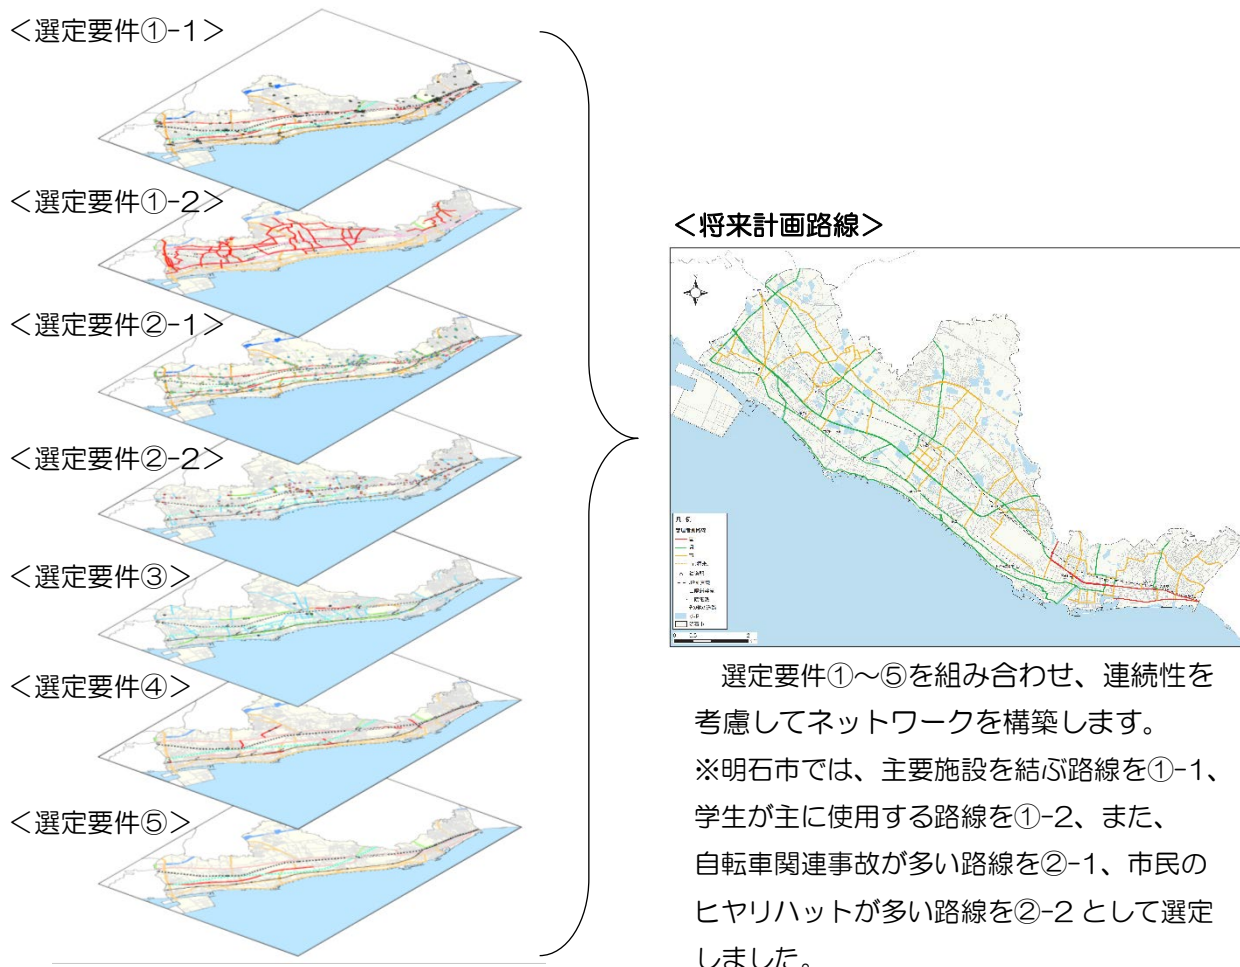 ＜選定要件①-1＞
＜選定要件①-2＞
＜選定要件②-1＞
＜選定要件②-2＞
＜選定要件③＞
＜選定要件④＞
＜選定要件⑤＞
＜将来計画路線＞
選定要件①～⑤を組み合わせ、連続性を
考慮してネットワークを構築します。
※明石市では、主要施設を結ぶ路線を①-1、
学生が主に使用する路線を①-2、また、
自転車関連事故が多い路線を②-1、市民の
ヒヤリハットが多い路線を②-2 として選定
しました。